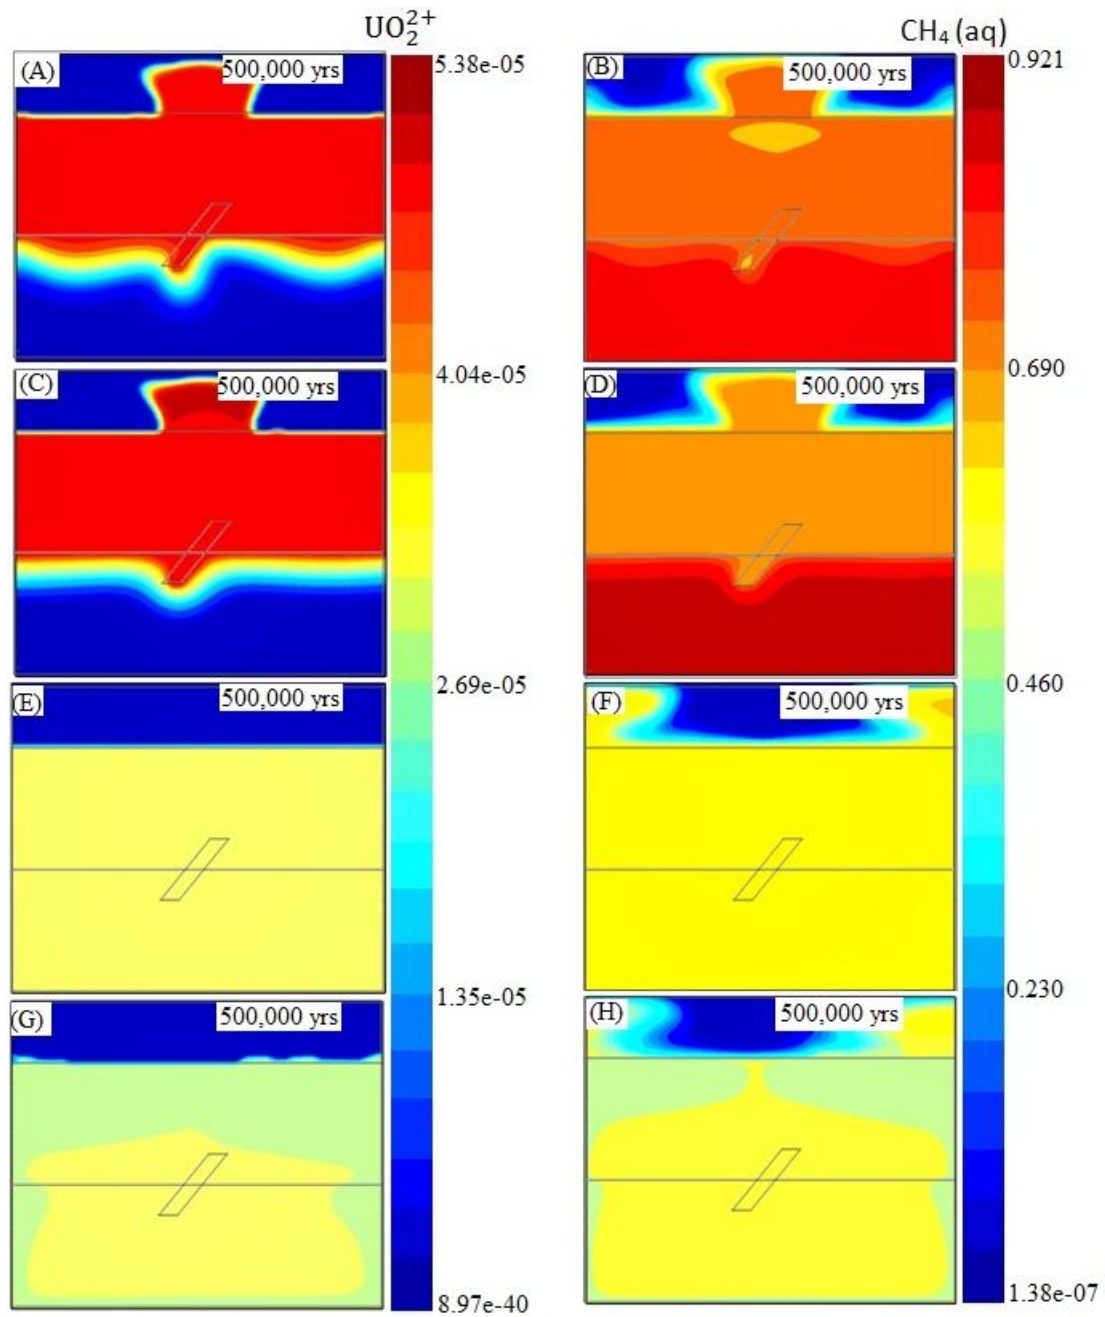 UO₂²⁺
CH₄ (aq)
(A)
500,000 yrs
5.38e-05
(B)
500,000 yrs
0.921
(C)
500,000 yrs
4.04e-05
(D)
500,000 yrs
0.690
(E)
500,000 yrs
2.69e-05
(F)
500,000 yrs
0.460
(G)
500,000 yrs
1.35e-05
(H)
500,000 yrs
0.230
8.97e-40
1.38e-07